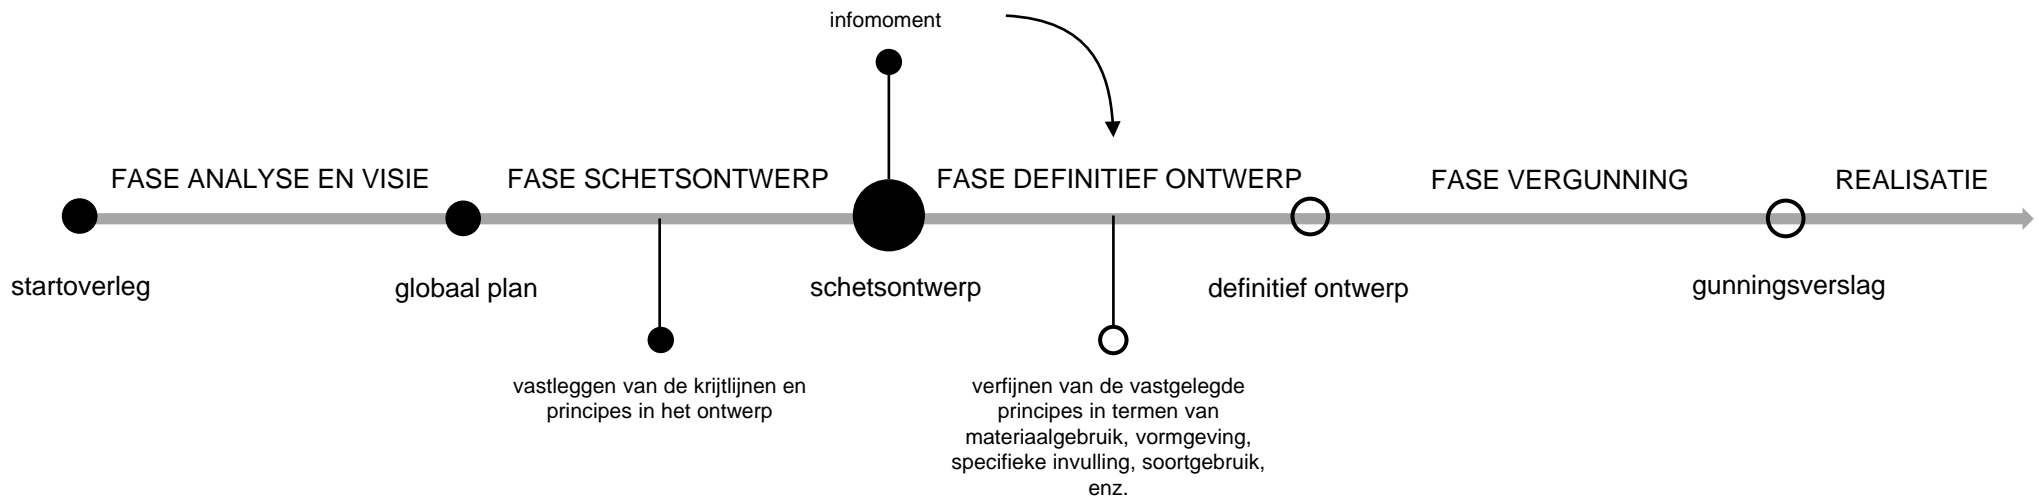 infomoment
FASE ANALYSE EN VISIE
FASE SCHETSONTWERP
FASE DEFINITIEF ONTWERP
FASE VERGUNNING
REALISATIE
startoverleg
globaal plan
schetsontwerp
definitief ontwerp
gunningsverslag
vastleggen van de krijtlijnen en
principes in het ontwerp
verfijnen van de vastgelegde
principes in termen van
materiaalgebruik, vormgeving,
specifieke invulling, soortgebruik,
enz.